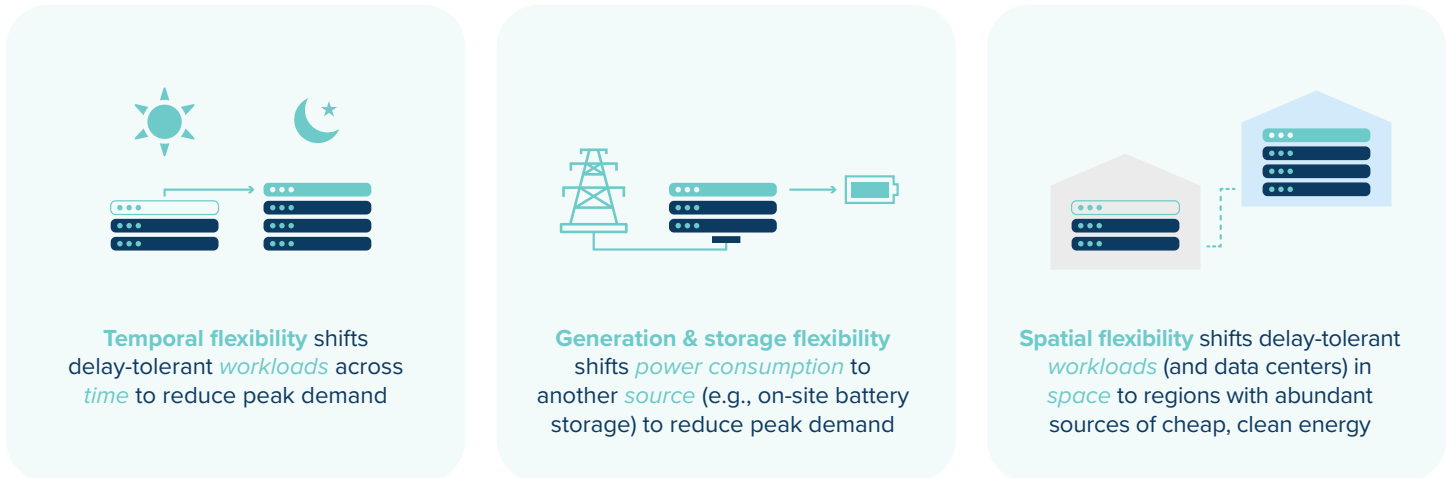 Temporal flexibility shifts
delay-tolerant workloads across
time to reduce peak demand
Generation & storage flexibility
shifts power consumption to
another source (e.g., on-site battery
storage) to reduce peak demand
Spatial flexibility shifts delay-tolerant
workloads (and data centers) in
space to regions with abundant
sources of cheap, clean energy